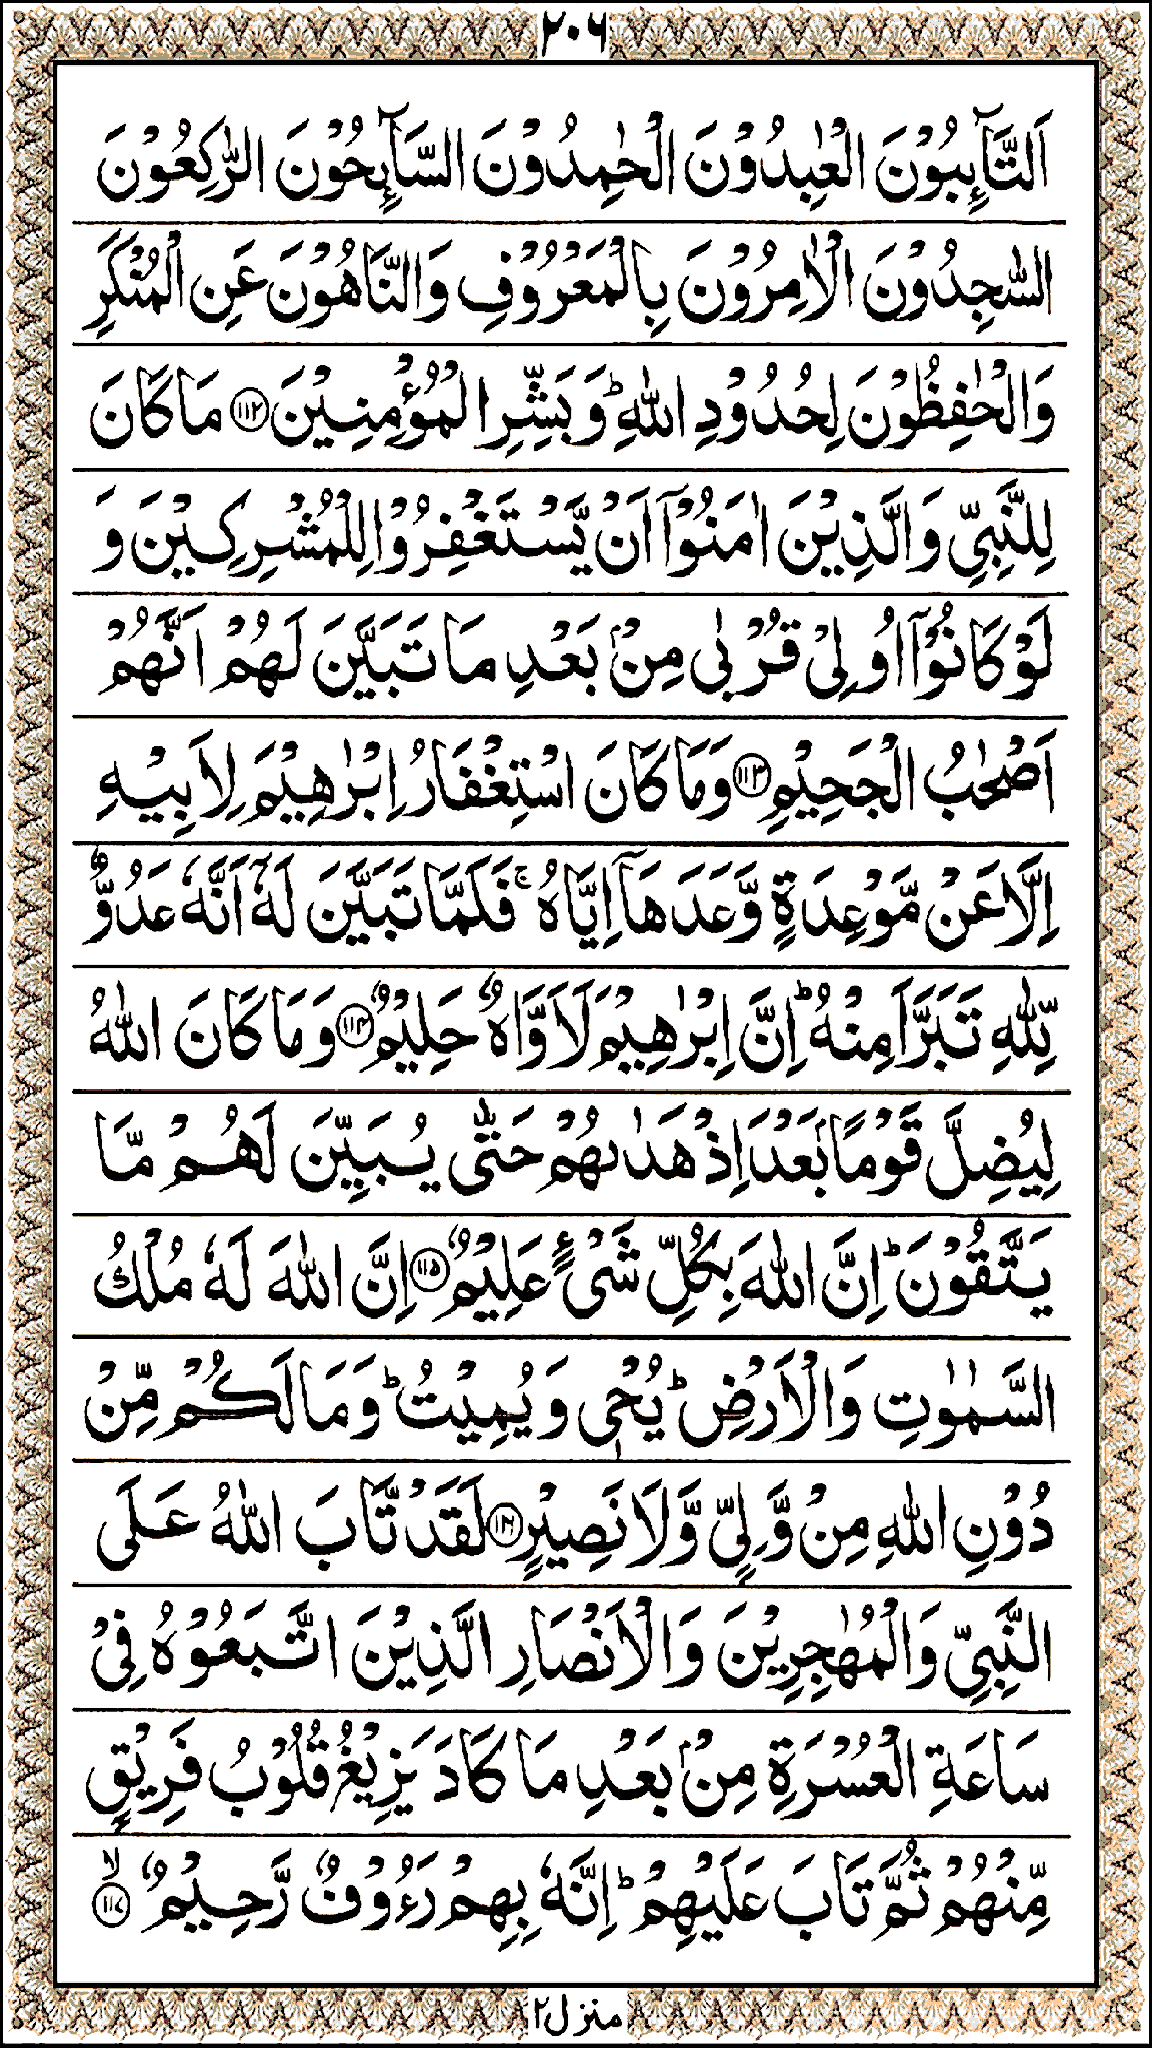 ٢٠٦
اَلتَّآئِبُوْنَ الْعٰبِدُوْنَ الْحٰمِدُوْنَ السَّآئِحُوْنَ الرّٰكِعُوْنَ
السّٰجِدُوْنَ الْاٰمِرُوْنَ بِالْمَعْرُوْفِ وَالنَّاهُوْنَ عَنِ الْمُنْكَرِ
وَالْحٰفِظُوْنَ لِحُدُوْدِ اللّٰهِ ؕ وَبَشِّرِ الْمُؤْمِنِيْنَ ﴿١١٢﴾ مَا كَانَ
لِلنَّبِيِّ وَالَّذِيْنَ اٰمَنُوْۤا اَنْ يَّسْتَغْفِرُوْا لِلْمُشْرِكِيْنَ وَ
لَوْ كَانُوْۤا اُولِيْ قُرْبٰى مِنْۢ بَعْدِ مَا تَبَيَّنَ لَهُمْ اَنَّهُمْ
اَصْحٰبُ الْجَحِيْمِ ﴿١١٣﴾ وَمَا كَانَ اسْتِغْفَارُ اِبْرٰهِيْمَ لِاَبِيْهِ
اِلَّا عَنْ مَّوْعِدَةٍ وَّعَدَهَاۤ اِيَّاهُ ۚ فَلَمَّا تَبَيَّنَ لَهٗۤ اَنَّهٗ عَدُوٌّ
لِّلّٰهِ تَبَرَّاَ مِنْهُ ؕ اِنَّ اِبْرٰهِيْمَ لَاَوَّاهٌ حَلِيْمٌ ﴿١١٤﴾ وَمَا كَانَ اللّٰهُ
لِيُضِلَّ قَوْمًۢا بَعْدَ اِذْ هَدٰىهُمْ حَتّٰى يُبَيِّنَ لَهُمْ مَّا
يَتَّقُوْنَ ؕ اِنَّ اللّٰهَ بِكُلِّ شَيْءٍ عَلِيْمٌ ﴿١١٥﴾ اِنَّ اللّٰهَ لَهٗ مُلْكُ
السَّمٰوٰتِ وَالْاَرْضِ ؕ يُحْيٖ وَيُمِيْتُ ؕ وَمَا لَكُمْ مِّنْ
دُوْنِ اللّٰهِ مِنْ وَّلِيٍّ وَّلَا نَصِيْرٍ ﴿١١٦﴾ لَقَدْ تَّابَ اللّٰهُ عَلَى
النَّبِيِّ وَالْمُهٰجِرِيْنَ وَالْاَنْصَارِ الَّذِيْنَ اتَّبَعُوْهُ فِيْ
سَاعَةِ الْعُسْرَةِ مِنْۢ بَعْدِ مَا كَادَ يَزِيْغُ قُلُوْبُ فَرِيْقٍ
مِّنْهُمْ ثُمَّ تَابَ عَلَيْهِمْ ؕ اِنَّهٗ بِهِمْ رَءُوْفٌ رَّحِيْمٌ ۙ﴿١١٧﴾
منزل ٢